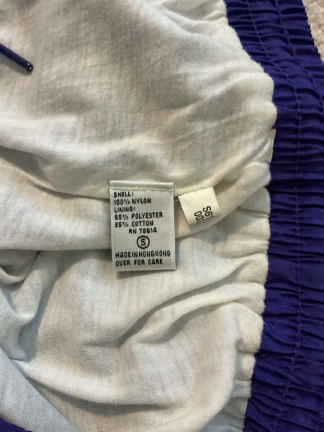 SHELL:
100% NYLON
LINING:
65% POLYESTER
35% COTTON
RN 78614
S
MADE IN HONG KONG
OVER FOR CARE